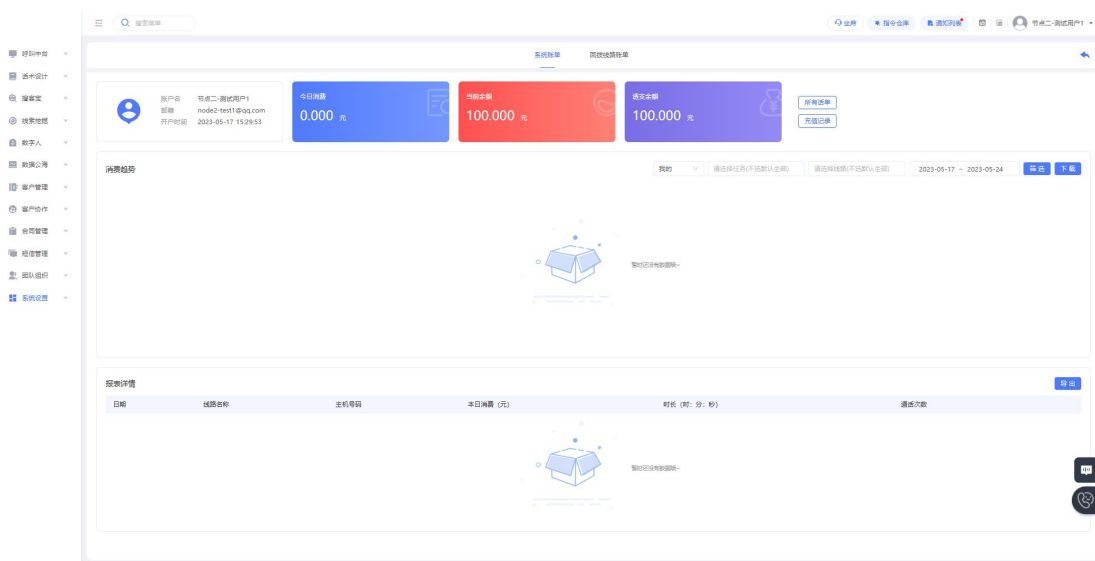 搜索菜单
坐席
指令仓库
通知列表
节点二-测试用户1
呼叫中台
话术设计
搜客宝
线索挖掘
数字人
数据公海
客户管理
客户协作
合同管理
短信管理
团队组织
系统设置
系统账单
回拨线路账单
账户名 节点二-测试用户1
邮箱 node2-test1@qq.com
开户时间 2023-05-17 15:29:53
今日消费
0.000 元
当前余额
100.000 元
透支余额
100.000 元
所有话单
充值记录
消费趋势
我的
请选择任务(不选默认全部)
请选择线路(不选默认全部)
2023-05-17 ~ 2023-05-24
筛选
下载
暂时还没有数据哦~
报表详情
导出
日期 线路名称 主机号码 本日消费 (元) 时长 (时: 分: 秒) 通话次数
暂时还没有数据哦~